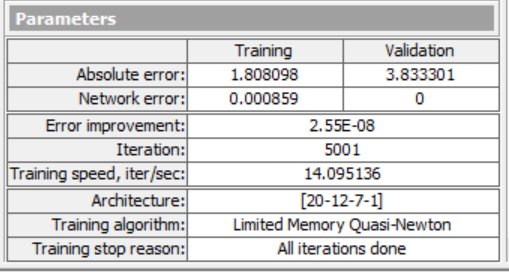 Parameters
Training Validation
Absolute error: 1.808098 3.833301
Network error: 0.000859 0
Error improvement: 2.55E-08
Iteration: 5001
Training speed, iter/sec: 14.095136
Architecture: [20-12-7-1]
Training algorithm: Limited Memory Quasi-Newton
Training stop reason: All iterations done